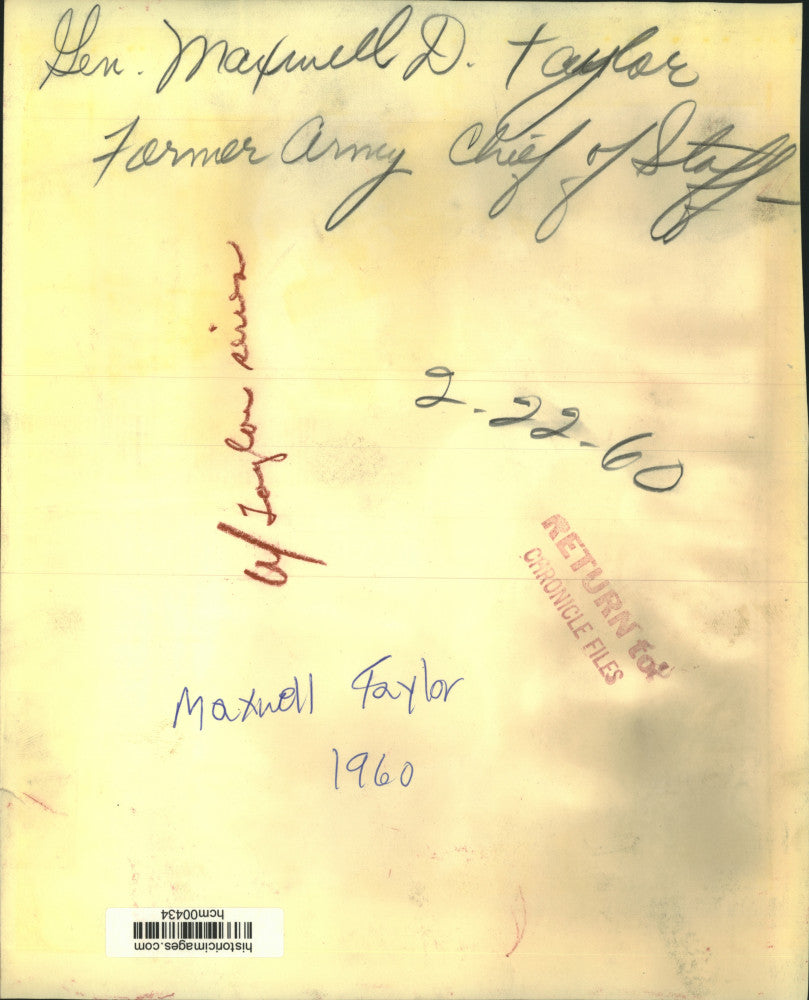 Gen. Maxwell D. Taylor
Former Army Chief of Staff -
w/ Taylor
2-22-60
RETURN to:
CHRONICLE FILES
Maxwell Taylor
1960
historicimages.com
hcm00434